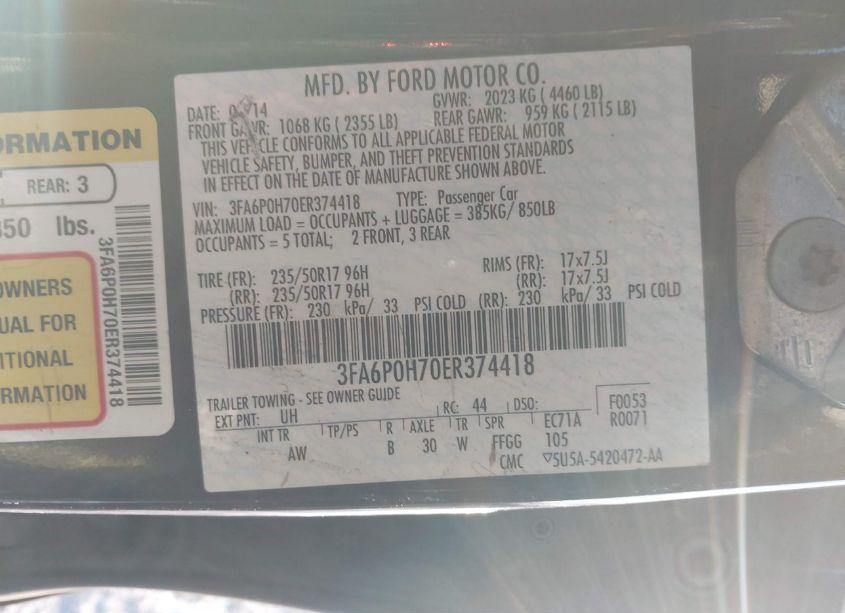 ORMATION
REAR: 3
850 lbs.
OWNERS
UAL FOR
ITIONAL
ORMATION
3FA6P0H70ER374418
MFD. BY FORD MOTOR CO.
DATE: 14
GVWR: 2023 KG ( 4460 LB)
FRONT GAWR: 1068 KG ( 2355 LB)
REAR GAWR: 959 KG ( 2115 LB)
THIS VEHICLE CONFORMS TO ALL APPLICABLE FEDERAL MOTOR
VEHICLE SAFETY, BUMPER, AND THEFT PREVENTION STANDARDS
IN EFFECT ON THE DATE OF MANUFACTURE SHOWN ABOVE.
VIN: 3FA6P0H70ER374418 TYPE: Passenger Car
MAXIMUM LOAD = OCCUPANTS + LUGGAGE = 385KG/ 850LB
OCCUPANTS = 5 TOTAL; 2 FRONT, 3 REAR
TIRE (FR): 235/50R17 96H RIMS (FR): 17x7.5J
(RR): 235/50R17 96H (RR): 17x7.5J
PRESSURE (FR): 230 kPa/ 33 PSI COLD (RR): 230 kPa/ 33 PSI COLD
3FA6P0H70ER374418
TRAILER TOWING - SEE OWNER GUIDE
EXT PNT: UH RC: 44 DSO: F0053
INT TR TP/PS R AXLE TR SPR EC71A R0071
AW B 30 W FFGG 105
CMC ▽5U5A-5420472-AA